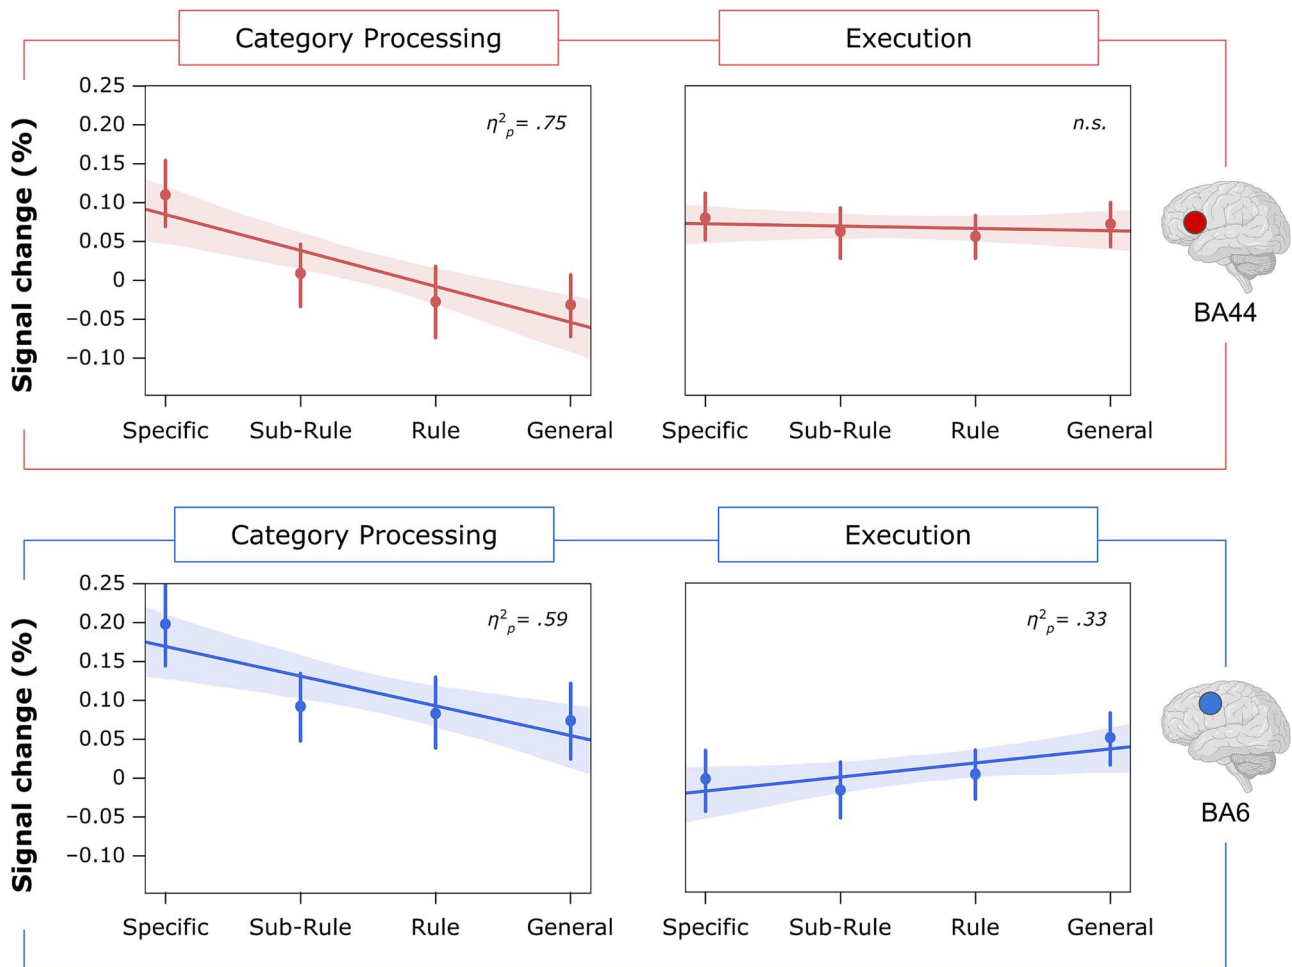 Category Processing
Execution
Signal change (%)
0.25
0.20
0.15
0.10
0.05
0
−0.05
−0.10
η²ₚ= .75
n.s.
Specific Sub-Rule Rule General
Specific Sub-Rule Rule General
BA44
Category Processing
Execution
Signal change (%)
0.25
0.20
0.15
0.10
0.05
0
−0.05
−0.10
η²ₚ= .59
η²ₚ= .33
Specific Sub-Rule Rule General
Specific Sub-Rule Rule General
BA6